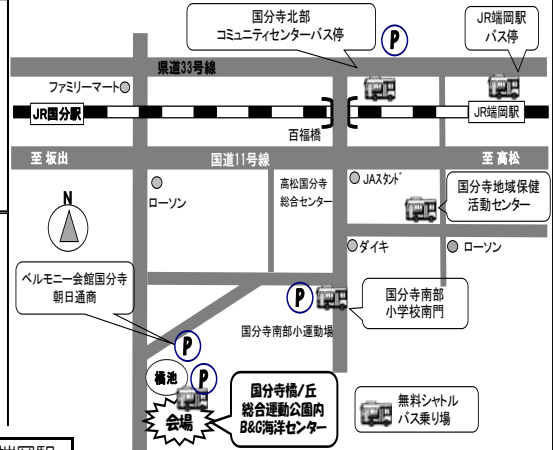 国分寺北部
コミュニティセンターバス停
P
JR端岡駅
バス停
県道33号線
ファミリーマート
JR国分駅
JR端岡駅
百福橋
至 坂出
国道11号線
至 高松
ローソン
高松国分寺
総合センター
JAスタンド
国分寺地域保健
活動センター
N
ダイキ
ローソン
ベルモニー会館国分寺
朝日通商
P
国分寺南部
小学校南門
国分寺南部小運動場
P
橘池
P
会場
国分寺橘ノ丘
総合運動公園内
B&G海洋センター
無料シャトル
バス乗り場